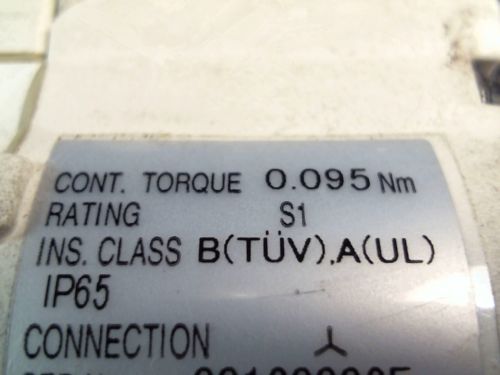 CONT. TORQUE 0.095 Nm
RATING S1
INS. CLASS B(TÜV),A(UL)
IP65
CONNECTION